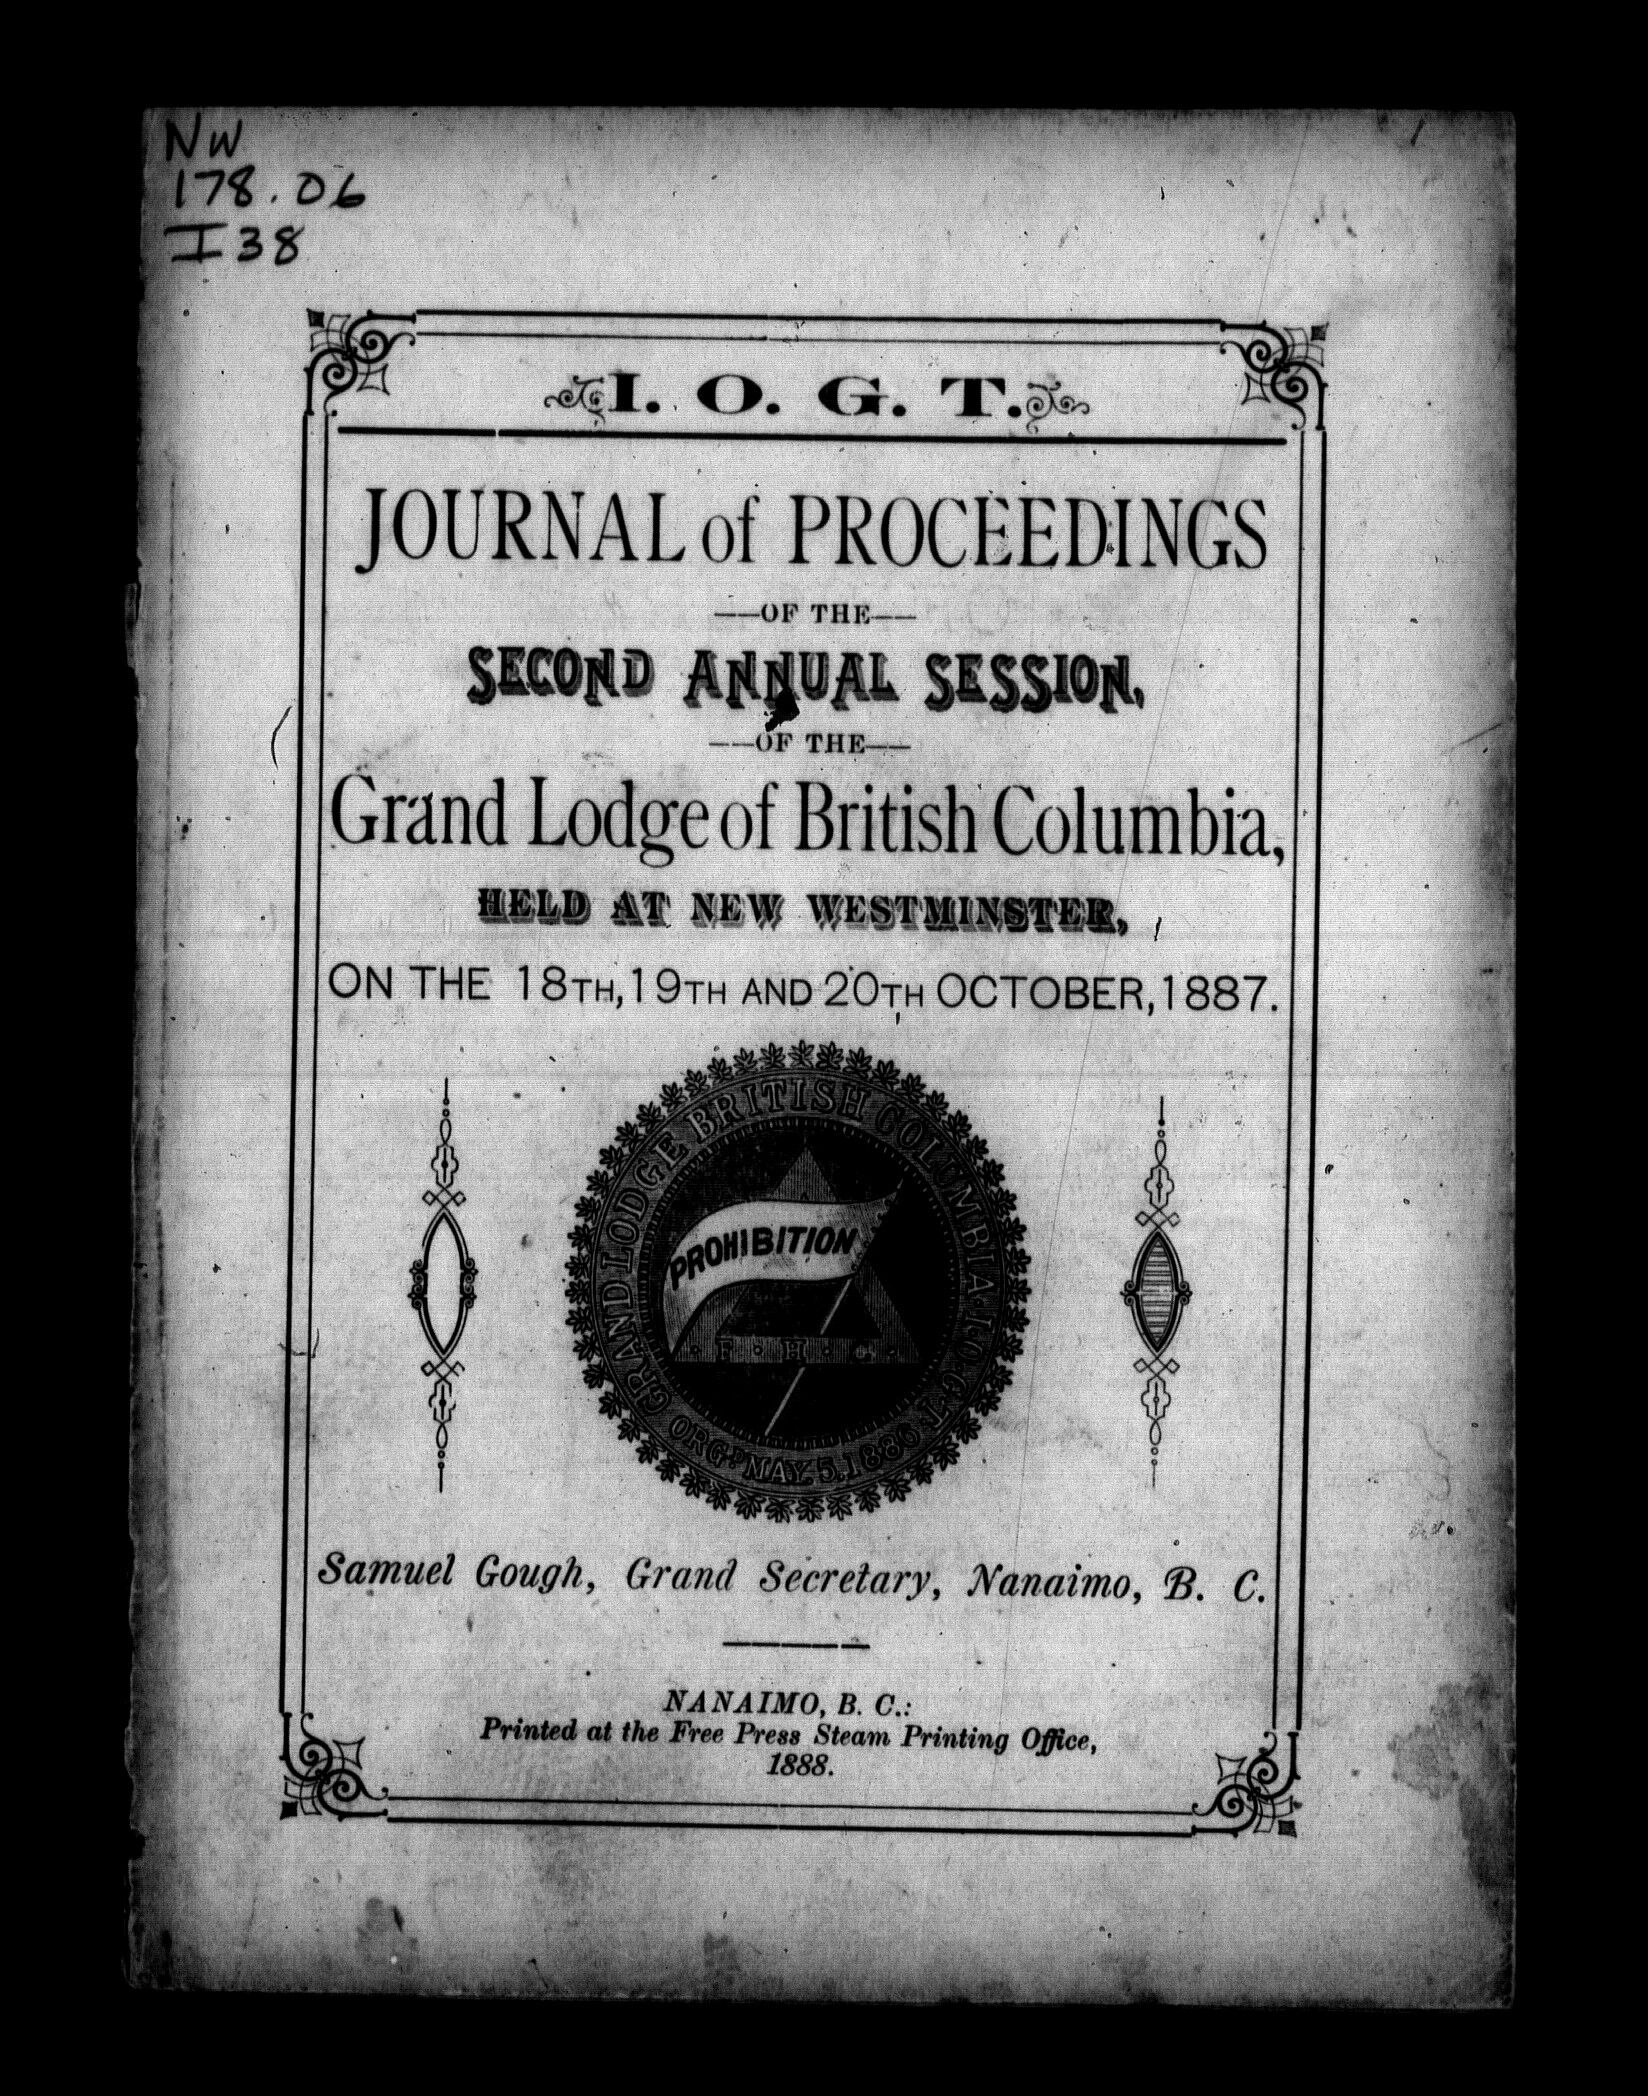 NW
178.06
I38
I. O. G. T.
JOURNAL of PROCEEDINGS
——OF THE——
SECOND ANNUAL SESSION,
——OF THE——
Grand Lodge of British Columbia,
HELD AT NEW WESTMINSTER,
ON THE 18TH, 19TH AND 20TH OCTOBER, 1887.
GRAND LODGE BRITISH COLUMBIA · I · O · G · T ·
PROHIBITION
· F · H · C ·
ORG'D MAY. 5. 1886
Samuel Gough, Grand Secretary, Nanaimo, B. C.
NANAIMO, B. C.:
Printed at the Free Press Steam Printing Office,
1888.